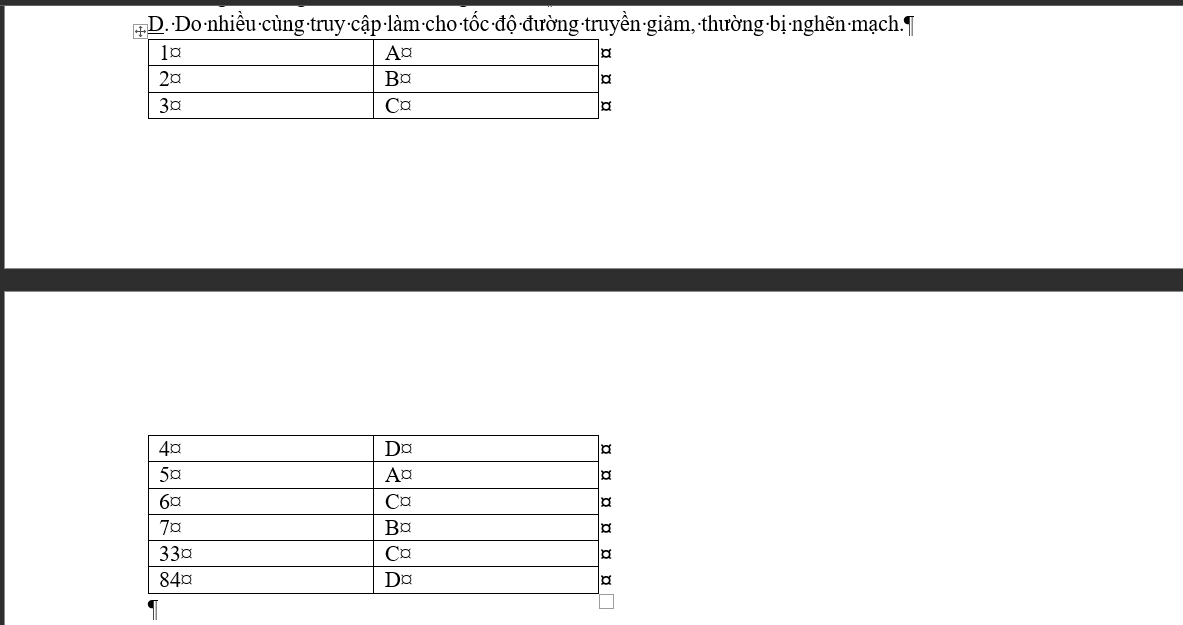 D. Do nhiều cùng truy cập làm cho tốc độ đường truyền giảm, thường bị nghẽn mạch.¶
1¤ A¤ ¤
2¤ B¤ ¤
3¤ C¤ ¤
4¤ D¤ ¤
5¤ A¤ ¤
6¤ C¤ ¤
7¤ B¤ ¤
33¤ C¤ ¤
84¤ D¤ ¤
¶